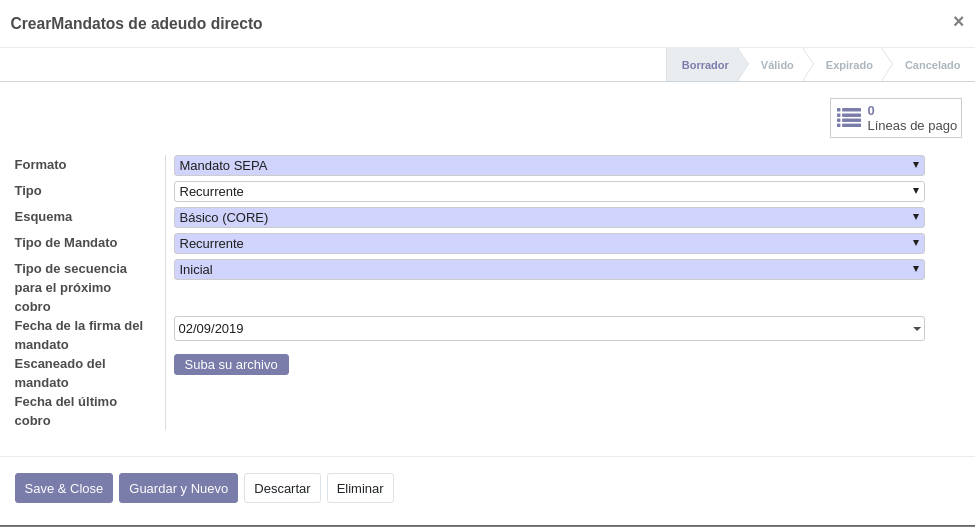 CrearMandatos de adeudo directo
×
Borrador Válido Expirado Cancelado
0
Líneas de pago
Formato Mandato SEPA
Tipo Recurrente
Esquema Básico (CORE)
Tipo de Mandato Recurrente
Tipo de secuencia Inicial
para el próximo
cobro
Fecha de la firma del 02/09/2019
mandato
Escaneado del Suba su archivo
mandato
Fecha del último
cobro
Save & Close Guardar y Nuevo Descartar Eliminar